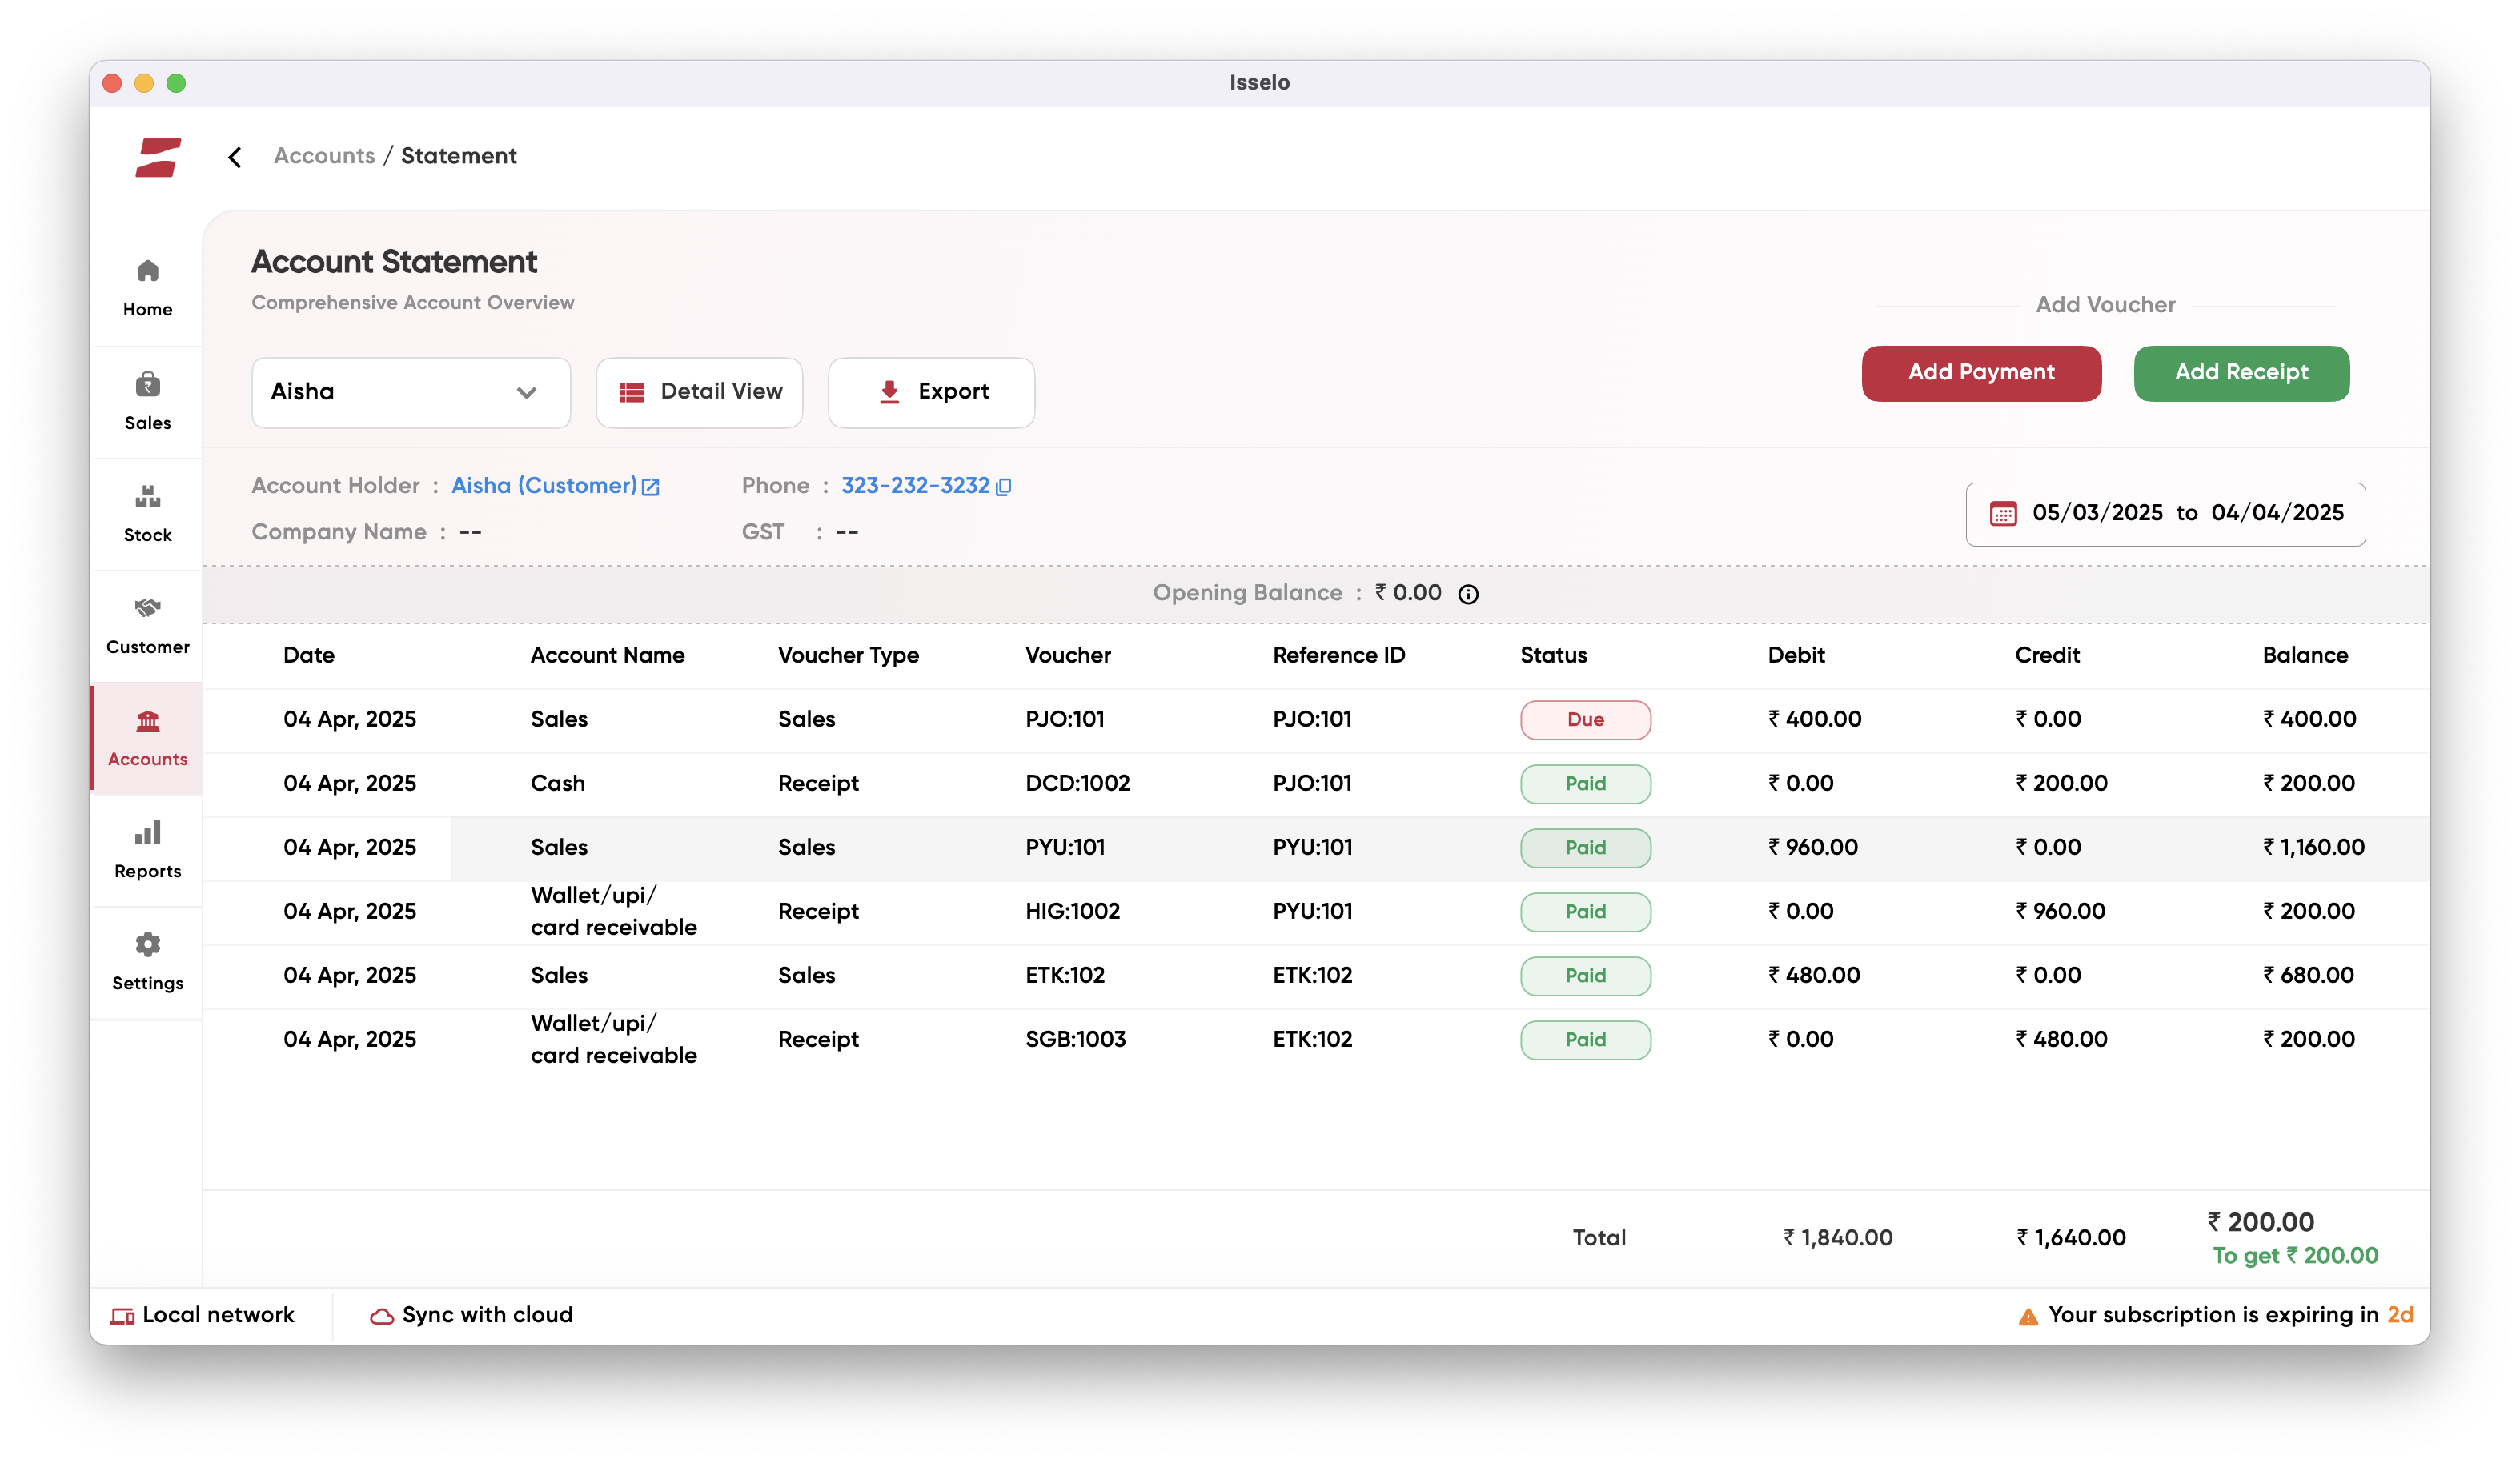 Isselo
Accounts / Statement
Home
Sales
Stock
Customer
Accounts
Reports
Settings
Account Statement
Comprehensive Account Overview
Aisha
Detail View
Export
Add Voucher
Add Payment
Add Receipt
Account Holder : Aisha (Customer)
Phone : 323-232-3232
Company Name : --
GST : --
05/03/2025 to 04/04/2025
Opening Balance : ₹ 0.00
Date Account Name Voucher Type Voucher Reference ID Status Debit Credit Balance
04 Apr, 2025 Sales Sales PJO:101 PJO:101 Due ₹ 400.00 ₹ 0.00 ₹ 400.00
04 Apr, 2025 Cash Receipt DCD:1002 PJO:101 Paid ₹ 0.00 ₹ 200.00 ₹ 200.00
04 Apr, 2025 Sales Sales PYU:101 PYU:101 Paid ₹ 960.00 ₹ 0.00 ₹ 1,160.00
04 Apr, 2025 Wallet/upi/
card receivable Receipt HIG:1002 PYU:101 Paid ₹ 0.00 ₹ 960.00 ₹ 200.00
04 Apr, 2025 Sales Sales ETK:102 ETK:102 Paid ₹ 480.00 ₹ 0.00 ₹ 680.00
04 Apr, 2025 Wallet/upi/
card receivable Receipt SGB:1003 ETK:102 Paid ₹ 0.00 ₹ 480.00 ₹ 200.00
Total ₹ 1,840.00 ₹ 1,640.00 ₹ 200.00
To get ₹ 200.00
Local network
Sync with cloud
Your subscription is expiring in 2d